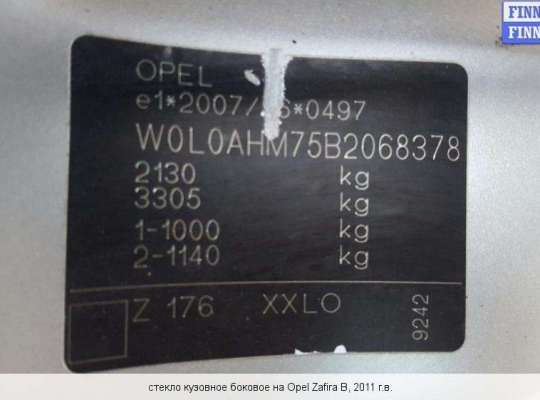 FINN
FINN
OPEL
e1*2007/ 6*0497
W0L0AHM75B2068378
2130 kg
3305 kg
1-1000 kg
2-1140 kg
Z 176 XXLO
9242
стекло кузовное боковое на Opel Zafira B, 2011 г.в.